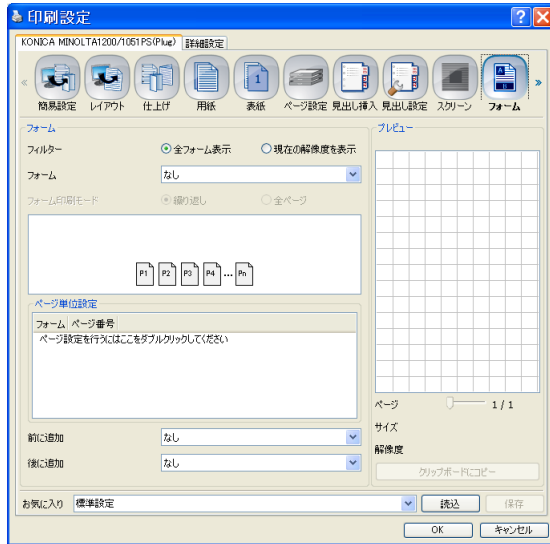 印刷設定
KONICA MINOLTA1200/1051PS(Plug) 詳細設定
簡易設定 レイアウト 仕上げ 用紙 表紙 ページ設定 見出し挿入 見出し設定 スクリーン フォーム
フォーム
フィルター 全フォーム表示 現在の解像度を表示
フォーム なし
フォーム印刷モード 繰り返し 全ページ
P1 P2 P3 P4 ... Pn
ページ単位設定
フォーム ページ番号
ページ設定を行うにはここをダブルクリックしてください
前に追加 なし
後に追加 なし
プレビュー
ページ 1 / 1
サイズ
解像度
クリップボードにコピー
お気に入り 標準設定 読込 保存
OK キャンセル